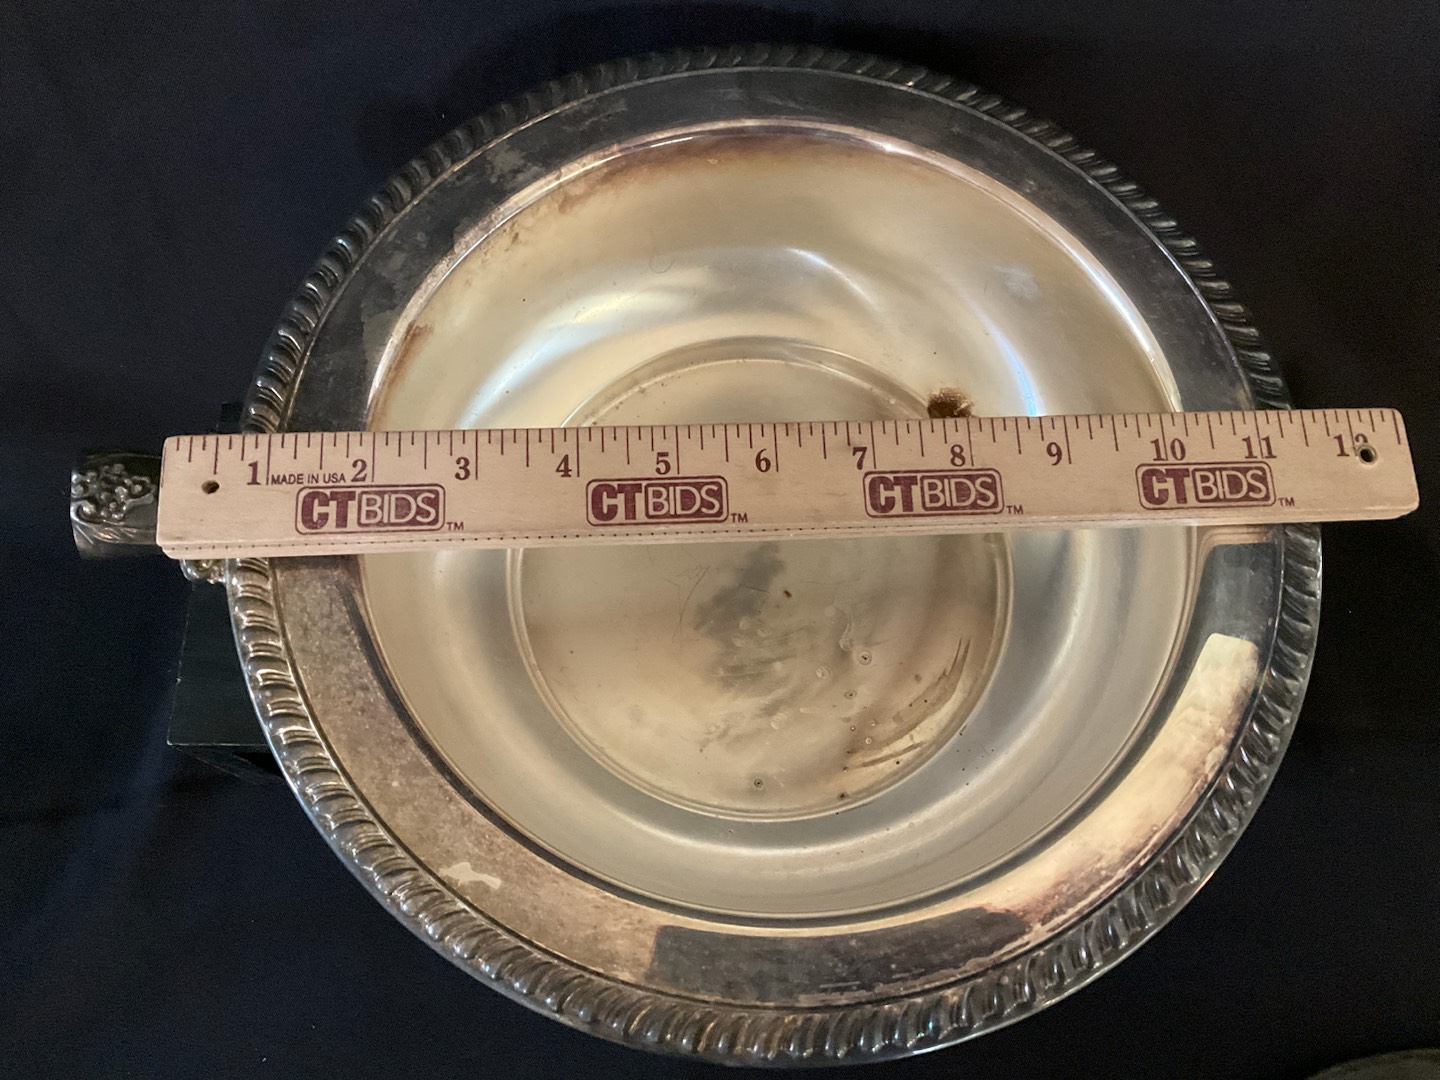 1 2 3 4 5 6 7 8 9 10 11 12
MADE IN USA
CTBIDS™ CTBIDS™ CTBIDS™ CTBIDS™